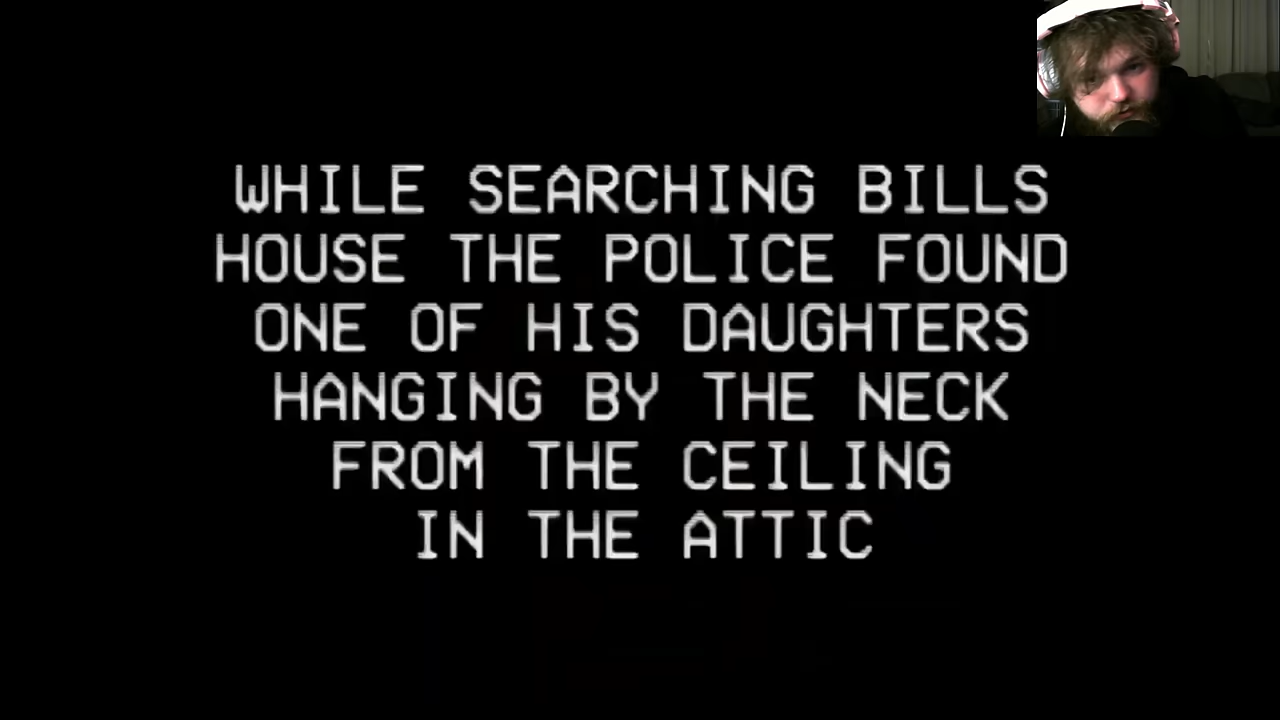 WHILE SEARCHING BILLS
HOUSE THE POLICE FOUND
ONE OF HIS DAUGHTERS
HANGING BY THE NECK
FROM THE CEILING
IN THE ATTIC